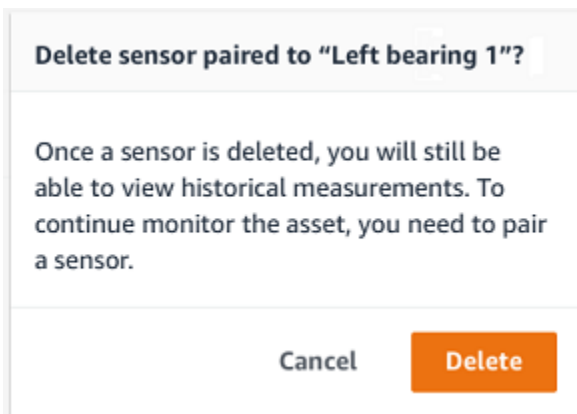 Delete sensor paired to “Left bearing 1”?
Once a sensor is deleted, you will still be
able to view historical measurements. To
continue monitor the asset, you need to pair
a sensor.
Cancel
Delete